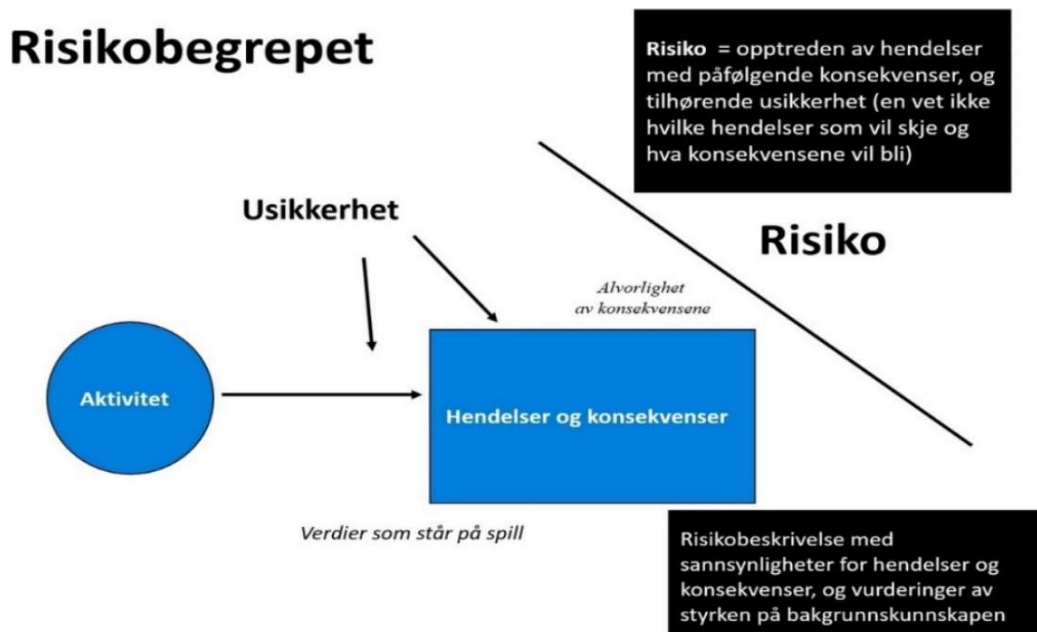 Risikobegrepet
Risiko = opptreden av hendelser
med påfølgende konsekvenser, og
tilhørende usikkerhet (en vet ikke
hvilke hendelser som vil skje og
hva konsekvensene vil bli)
Usikkerhet
Risiko
Alvorlighet
av konsekvensene
Aktivitet
Hendelser og konsekvenser
Verdier som står på spill
Risikobeskrivelse med
sannsynligheter for hendelser og
konsekvenser, og vurderinger av
styrken på bakgrunnskunnskapen